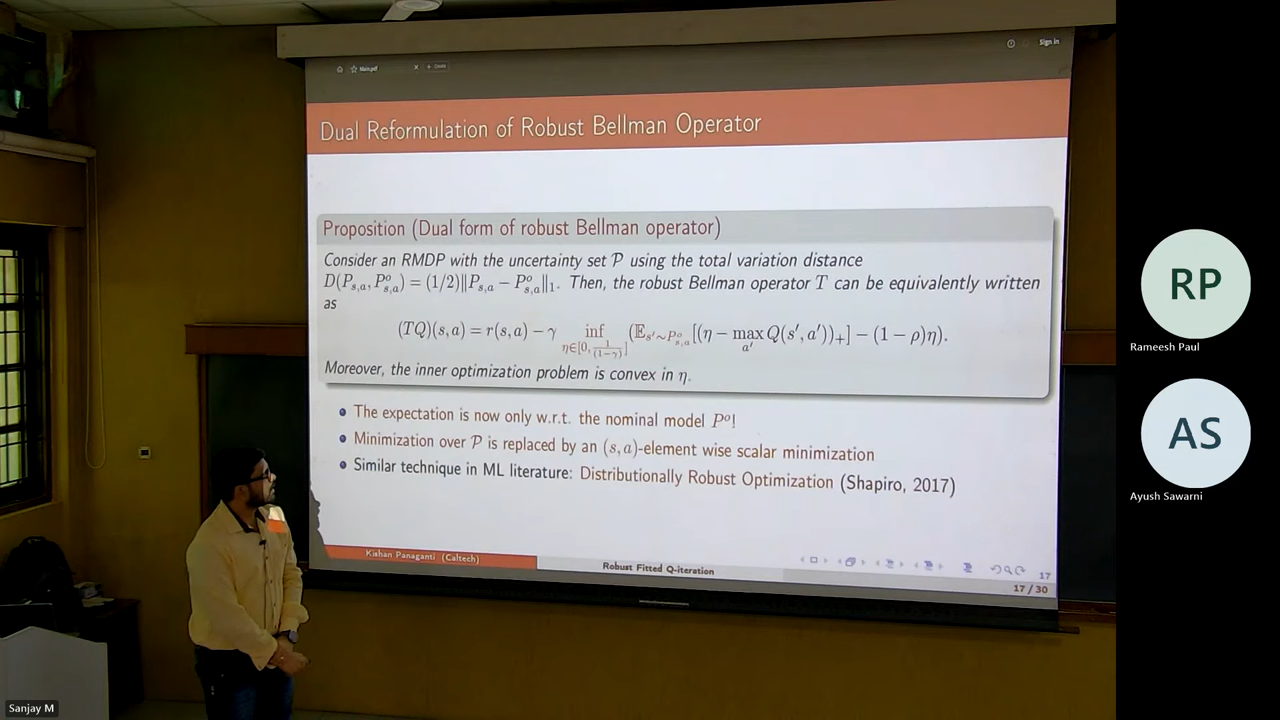 Main.pdf
Create
Sign in
Dual Reformulation of Robust Bellman Operator
Proposition (Dual form of robust Bellman operator)
Consider an RMDP with the uncertainty set 𝒫 using the total variation distance
D(P_{s,a}, P^o_{s,a}) = (1/2)‖P_{s,a} − P^o_{s,a}‖_1. Then, the robust Bellman operator T can be equivalently written
as
(TQ)(s, a) = r(s, a) − γ inf_{η∈[0, 1/(1−γ)]} (𝔼_{s′∼P^o_{s,a}}[(η − max_{a′} Q(s′, a′))_+] − (1 − ρ)η).
Moreover, the inner optimization problem is convex in η.
• The expectation is now only w.r.t. the nominal model P^o!
• Minimization over 𝒫 is replaced by an (s, a)-element wise scalar minimization
• Similar technique in ML literature: Distributionally Robust Optimization (Shapiro, 2017)
Kishan Panaganti (Caltech)
Robust Fitted Q-iteration
17
17 / 30
RP
Rameesh Paul
AS
Ayush Sawarni
Sanjay M